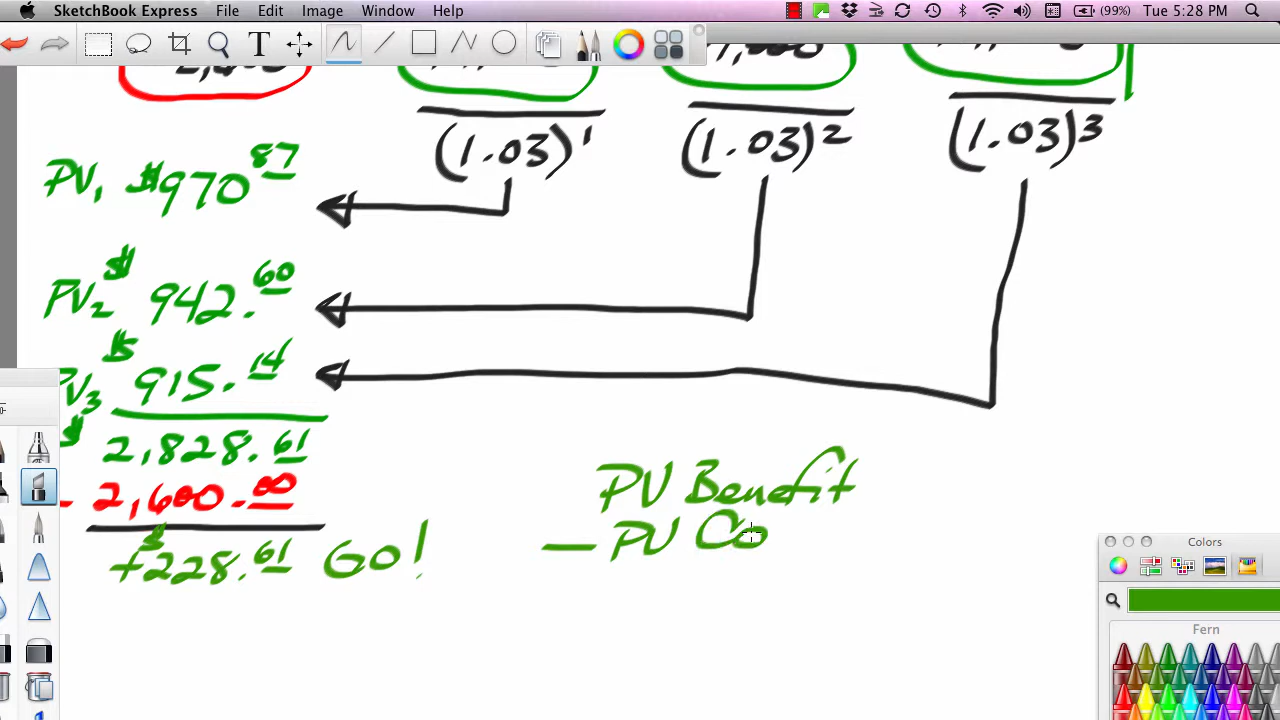 SketchBook Express File Edit Image Window Help (99%) Tue 5:28 PM
T
(1.03)1 (1.03)2 (1.03)3
PV1 $970 87
PV2 $942.60
PV3 $915.14
$2,828.61
- 2,600.00
+$228.61 GO!
PV Benefit
— PV Co
Colors
Fern